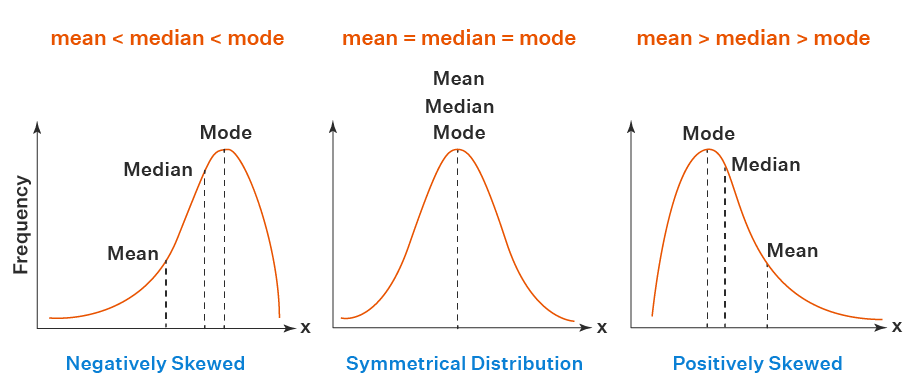 mean < median < mode
mean = median = mode
mean > median > mode
Mean
Median
Mode
Mode
Mode
Median
Median
Mean
Mean
Frequency
x
x
x
Negatively Skewed
Symmetrical Distribution
Positively Skewed